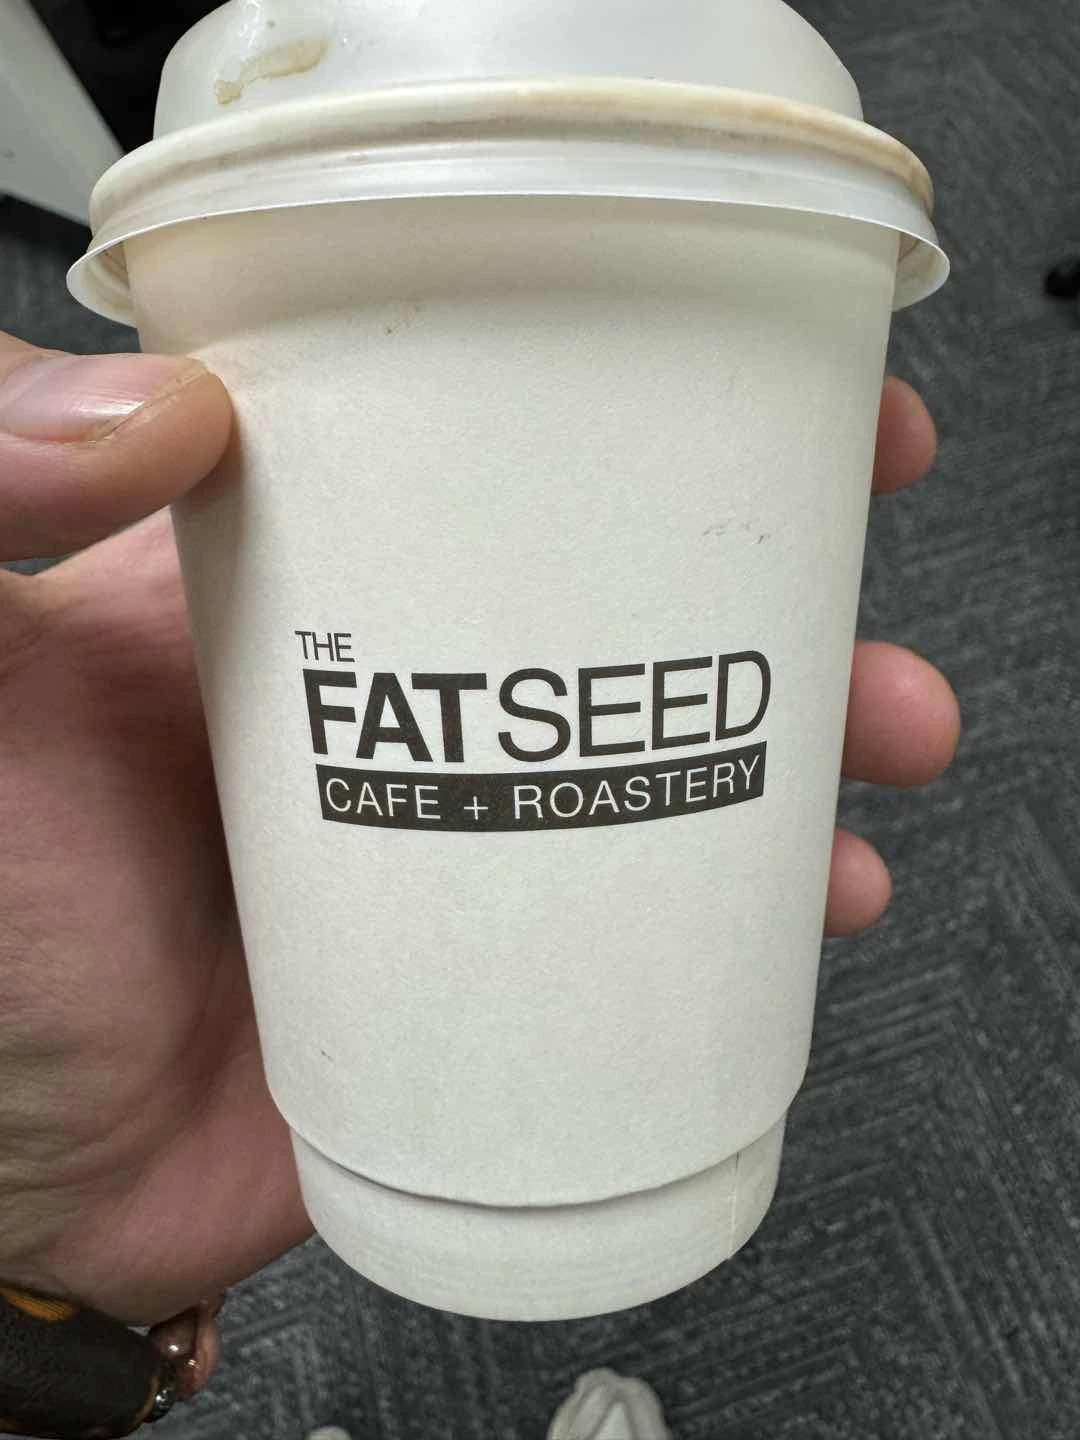 THE
FATSEED
CAFE + ROASTERY